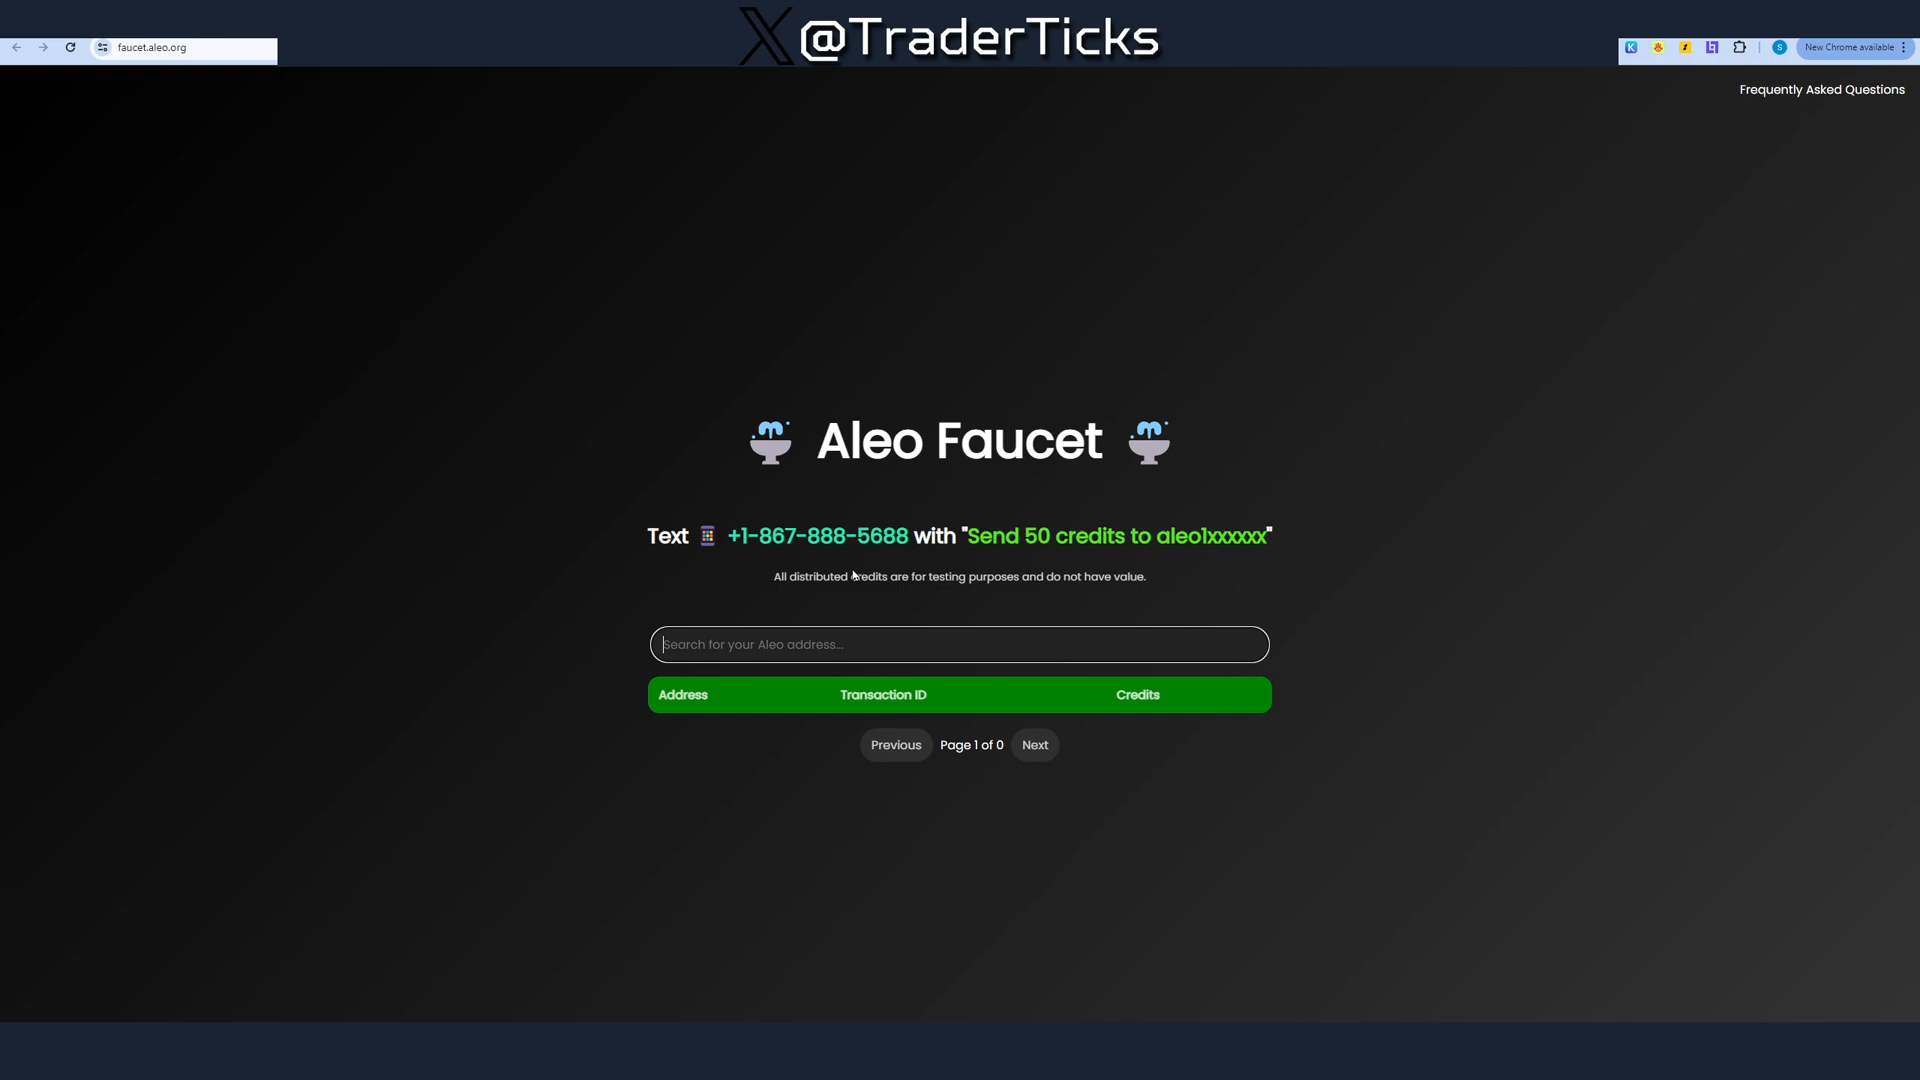 X@TraderTicks
faucet.aleo.org
New Chrome available
Frequently Asked Questions
Aleo Faucet
Text +1-867-888-5688 with "Send 50 credits to aleo1xxxxxx"
All distributed credits are for testing purposes and do not have value.
Search for your Aleo address...
Address Transaction ID Credits
Previous Page 1 of 0 Next